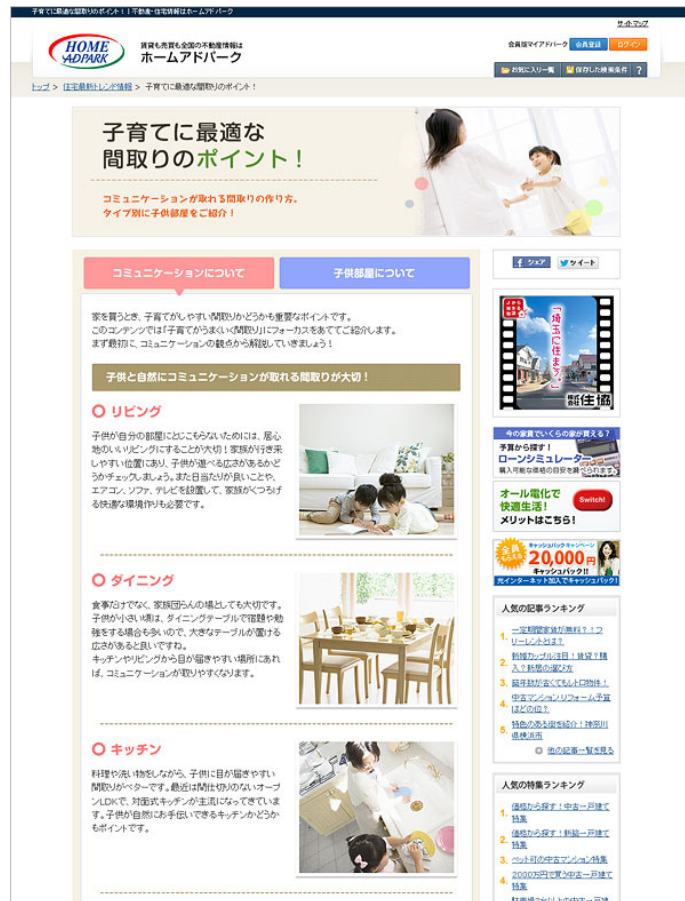 子育てに最適な間取りのポイント！！不動産・住宅情報はホームアドパーク
サイトマップ
HOME
ADPARK
賃貸も売買も全国の不動産情報は
ホームアドパーク
会員版マイアドパーク
会員登録
ログイン
お気に入り一覧
保存した検索条件
?
トップ > 住宅最新トレンド情報 > 子育てに最適な間取りのポイント！
子育てに最適な
間取りのポイント！
コミュニケーションが取れる間取りの作り方。
タイプ別に子供部屋をご紹介！
コミュニケーションについて
子供部屋について
家を買うとき、子育てがしやすい間取りかどうかも重要なポイントです。
このコンテンツでは「子育てがうまくいく間取り」にフォーカスをあててご紹介します。
まず最初に、コミュニケーションの観点から解説していきましょう！
子供と自然にコミュニケーションが取れる間取りが大切！
リビング
子供が自分の部屋にとじこもらないためには、居心
地のいいリビングにすることが大切！家族が行き来
しやすい位置にあり、子供が遊べる広さがあるかど
うかチェックしましょう。また日当たりが良いことや、
エアコン、ソファ、テレビを設置して、家族がくつろげ
る快適な環境作りも必要です。
ダイニング
食事だけでなく、家族団らんの場としても大切です。
子供が小さい頃は、ダイニングテーブルで宿題や勉
強をする場合も多いので、大きなテーブルが置ける
広さがあると良いですね。
キッチンやリビングから目が届きやすい場所にあれ
ば、コミュニケーションが取りやすくなります。
キッチン
料理や洗い物をしながら、子供に目が届きやすい
間取りがベターです。最近は間仕切りのないオープ
ンLDKで、対面式キッチンが主流になってきていま
す。子供が自然にお手伝いできるキッチンかどうか
もポイントです。
f シェア
ツイート
「埼玉に住まう。」
株式会社住協
今の家賃でいくらの家が買える？
予算から探す！
ローンシミュレーター
購入可能な価格の目安を調べられます？
オール電化で
快適生活！
Switch!
メリットはこちら！
全員
キャッシュバックキャンペーン
20,000円
キャッシュバック!!
光インターネット加入でキャッシュバック！
人気の記事ランキング
1. 一定期間家賃が無料？！フ
リーレントとは？
2. 新婚カップル注目！賃貸？購
入？新居の選び方
3. 築年数が古くてもレトロ物件！
4. 中古マンションリフォーム予算
はどの位？
5. 特色のある街を紹介！神奈川
県横浜市
他の記事一覧を見る
人気の特集ランキング
1. 価格から探す！中古一戸建て
特集
2. 価格から探す！新築一戸建て
特集
3. ペット可の中古マンション特集
4. 2000万円で買う中古一戸建て
特集
駐車場2台以上の中古一戸建